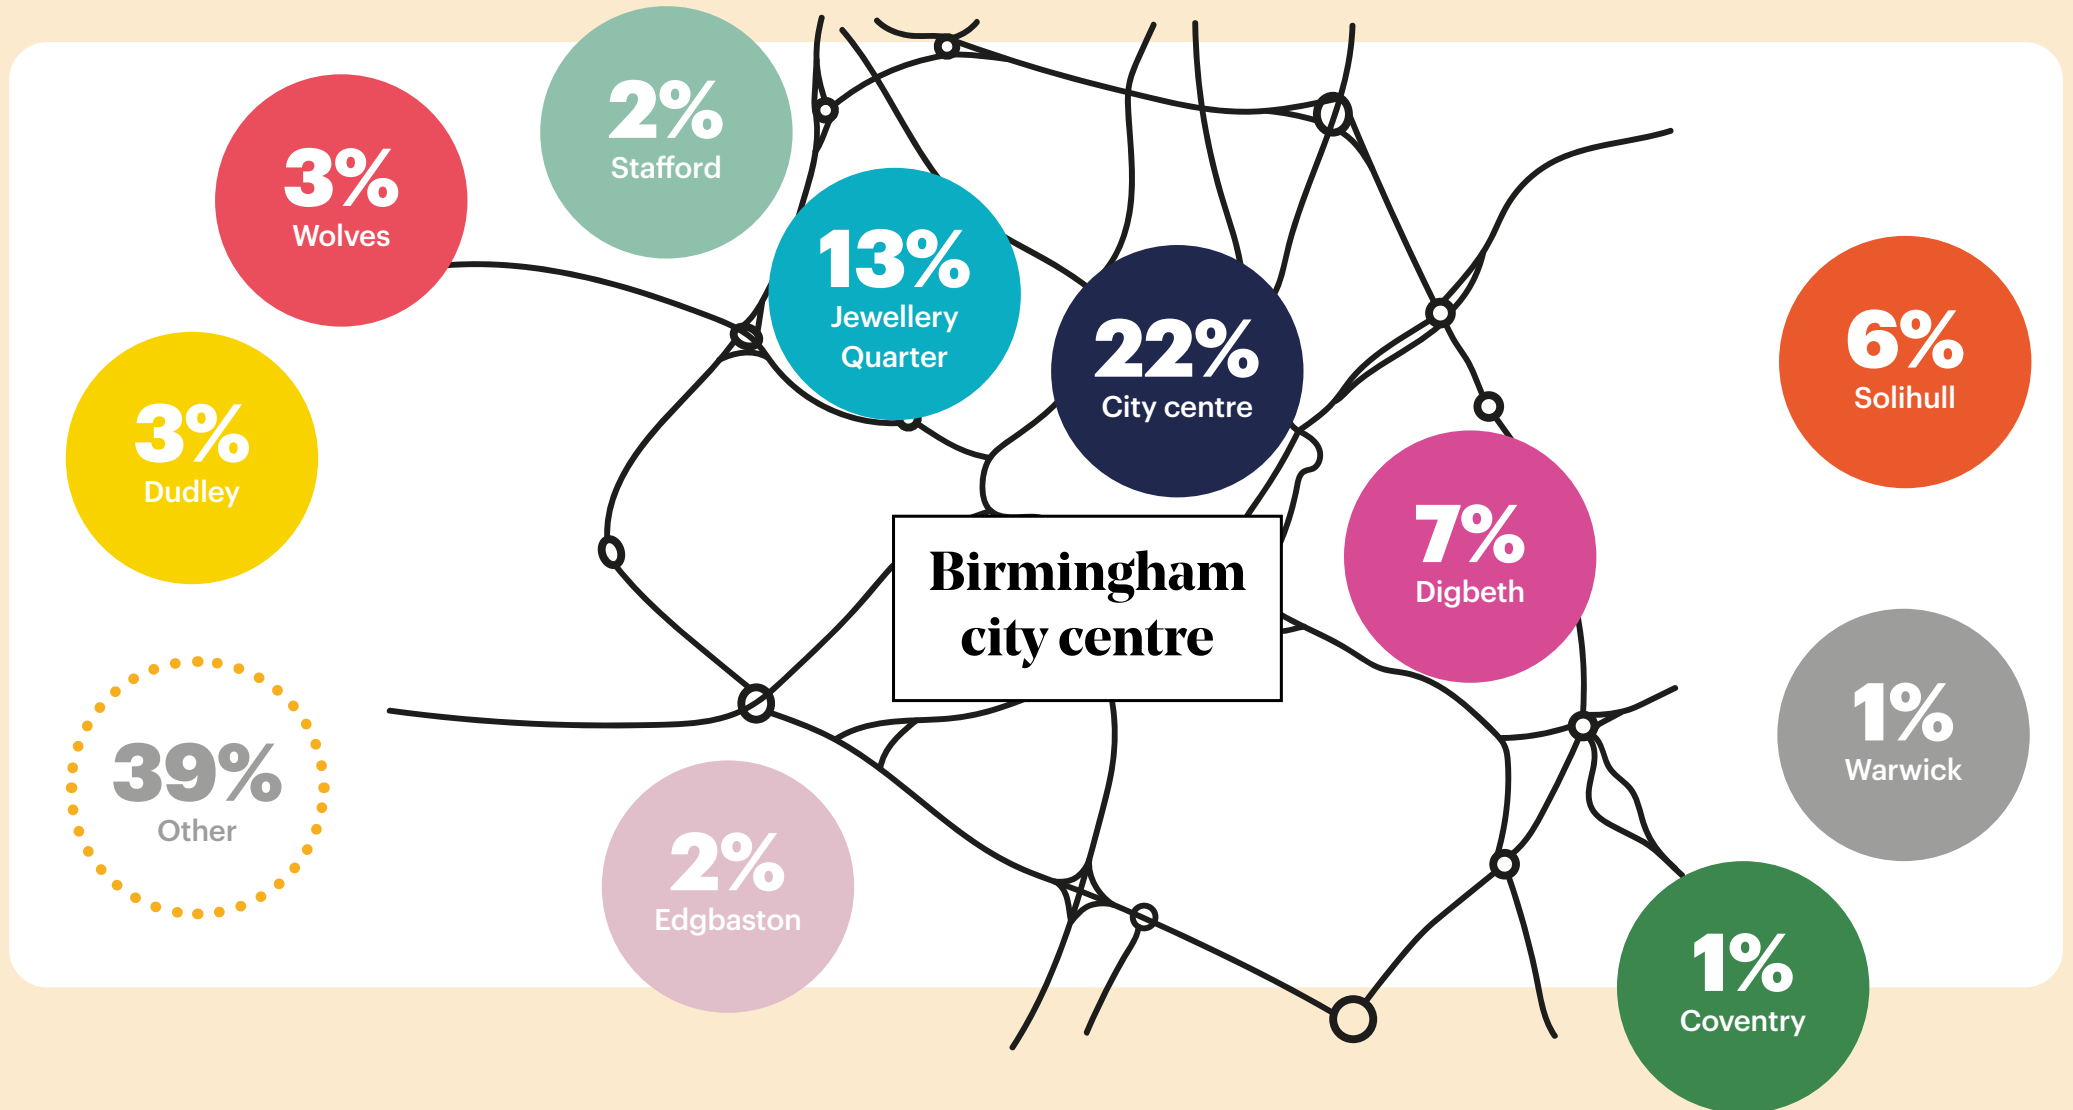 2%
Stafford
3%
Wolves
13%
Jewellery
Quarter
22%
City centre
6%
Solihull
3%
Dudley
7%
Digbeth
Birmingham
city centre
1%
Warwick
39%
Other
2%
Edgbaston
1%
Coventry